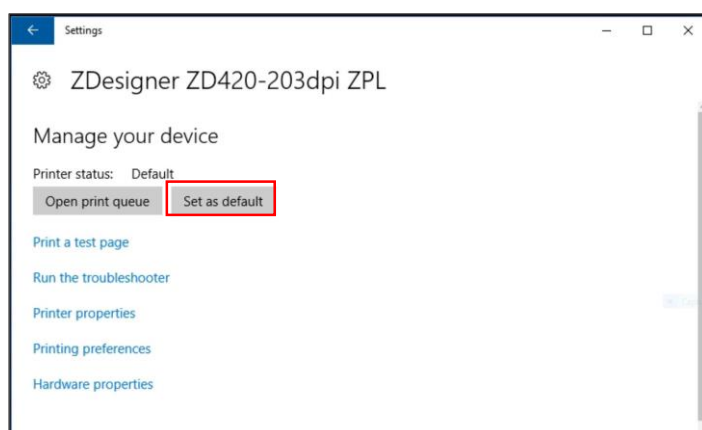 Settings
ZDesigner ZD420-203dpi ZPL
Manage your device
Printer status: Default
Open print queue Set as default
Print a test page
Run the troubleshooter
Printer properties
Printing preferences
Hardware properties